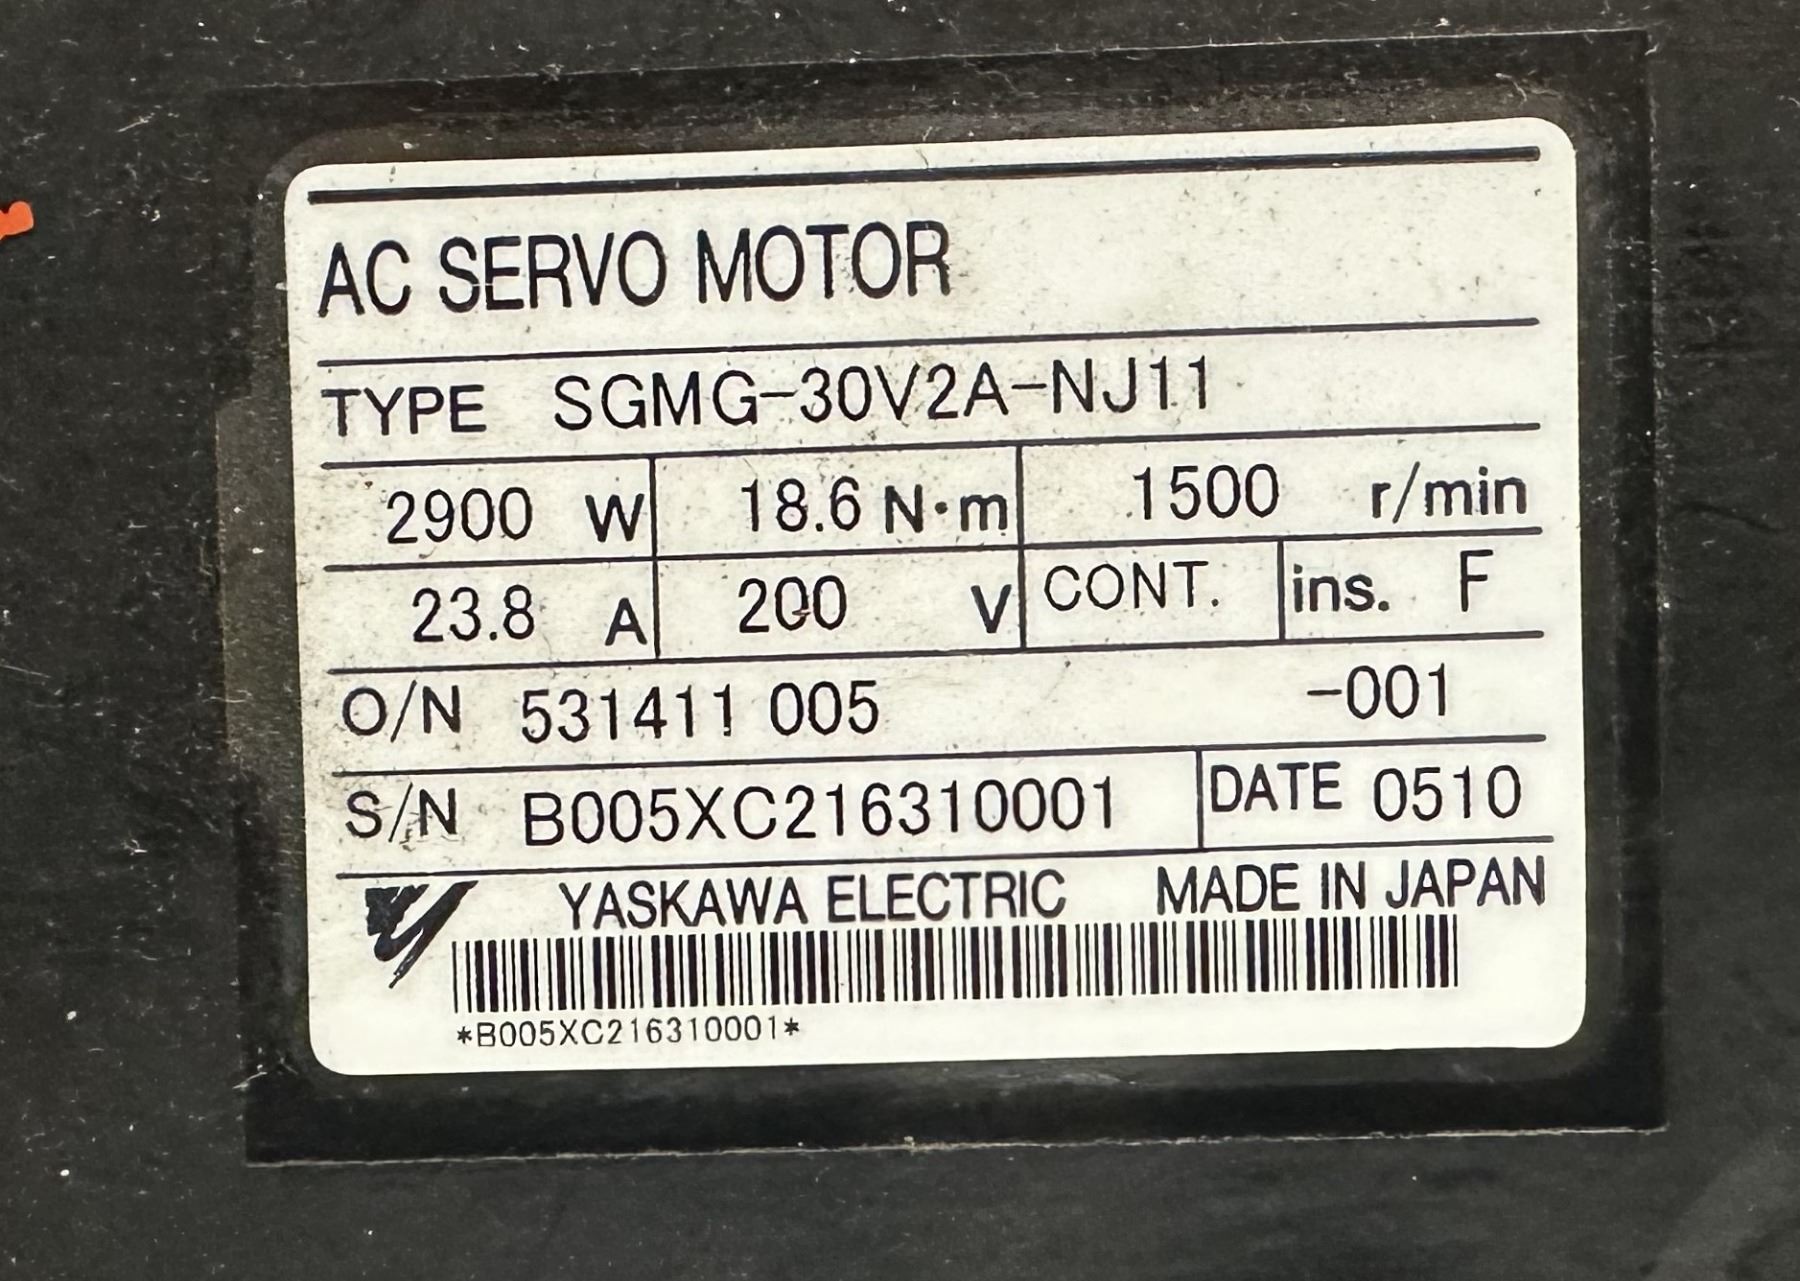 AC SERVO MOTOR
TYPE SGMG-30V2A-NJ11
2900 W 18.6 N·m 1500 r/min
23.8 A 200 V CONT. ins. F
O/N 531411 005 -001
S/N B005XC216310001 DATE 0510
YASKAWA ELECTRIC MADE IN JAPAN
*B005XC216310001*